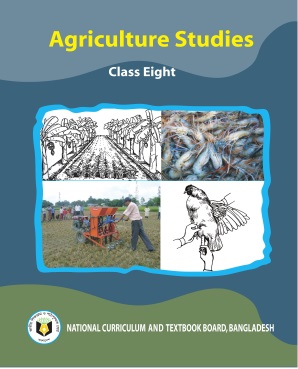 Agriculture Studies
Class Eight
NATIONAL CURRICULUM AND TEXTBOOK BOARD, BANGLADESH